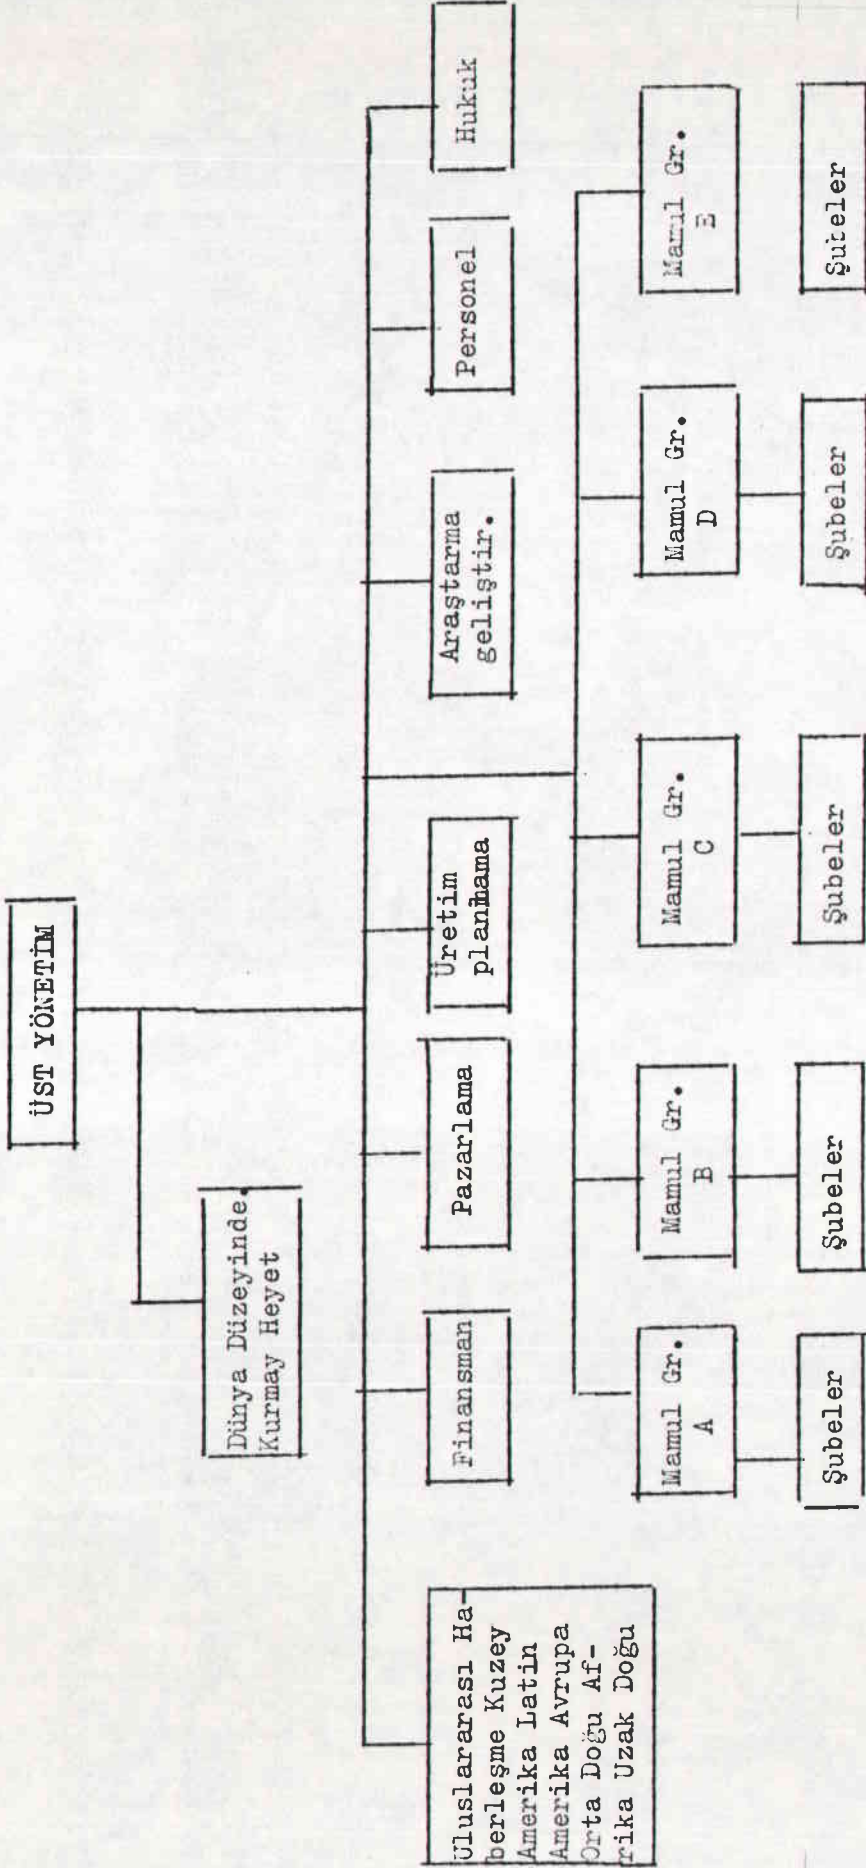 ÜST YÖNETİM
Dünya Düzeyinde.
Kurmay Heyet
Uluslararası Ha-
berleşme Kuzey
Amerika Latin
Amerika Avrupa
Orta Doğu Af-
rika Uzak Doğu
Finansman
Pazarlama
Üretim
planhama
Araştarma
geliştir.
Personel
Hukuk
Mamul Gr.
A
Mamul Gr.
B
Mamul Gr.
C
Mamul Gr.
D
Mamul Gr.
E
Şubeler
Şubeler
Şubeler
Şubeler
Şubeler